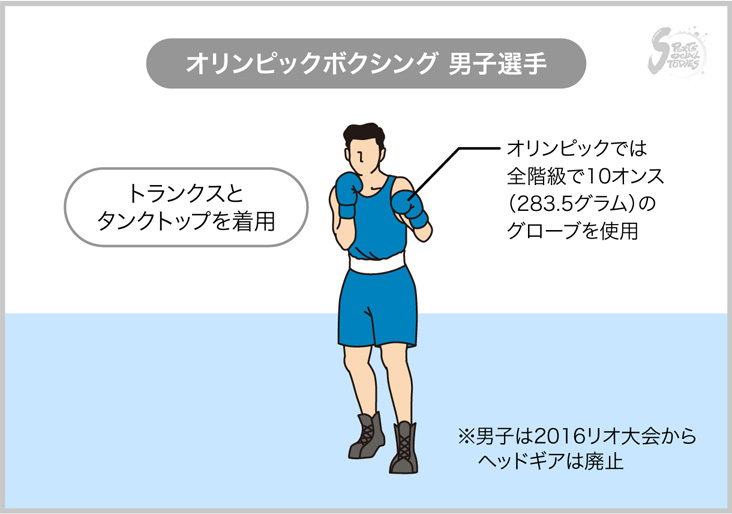 オリンピックボクシング 男子選手
SPORTS
SOCIAL
STORIES
トランクスと
タンクトップを着用
オリンピックでは
全階級で10オンス
（283.5グラム）の
グローブを使用
※男子は2016リオ大会から
ヘッドギアは廃止